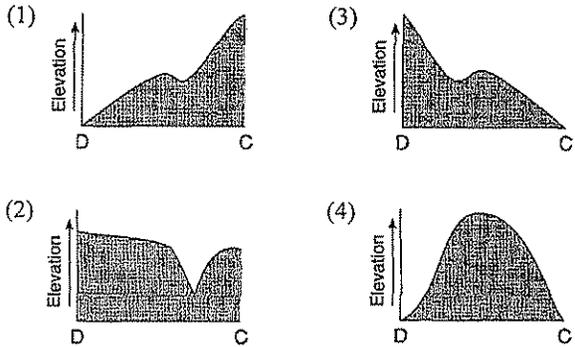 (1)
Elevation
D C
(3)
Elevation
D C
(2)
Elevation
D C
(4)
Elevation
D C